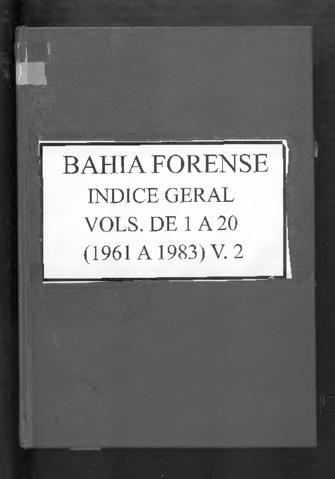 BAHIA FORENSE
INDICE GERAL
VOLS. DE 1 A 20
(1961 A 1983) V. 2